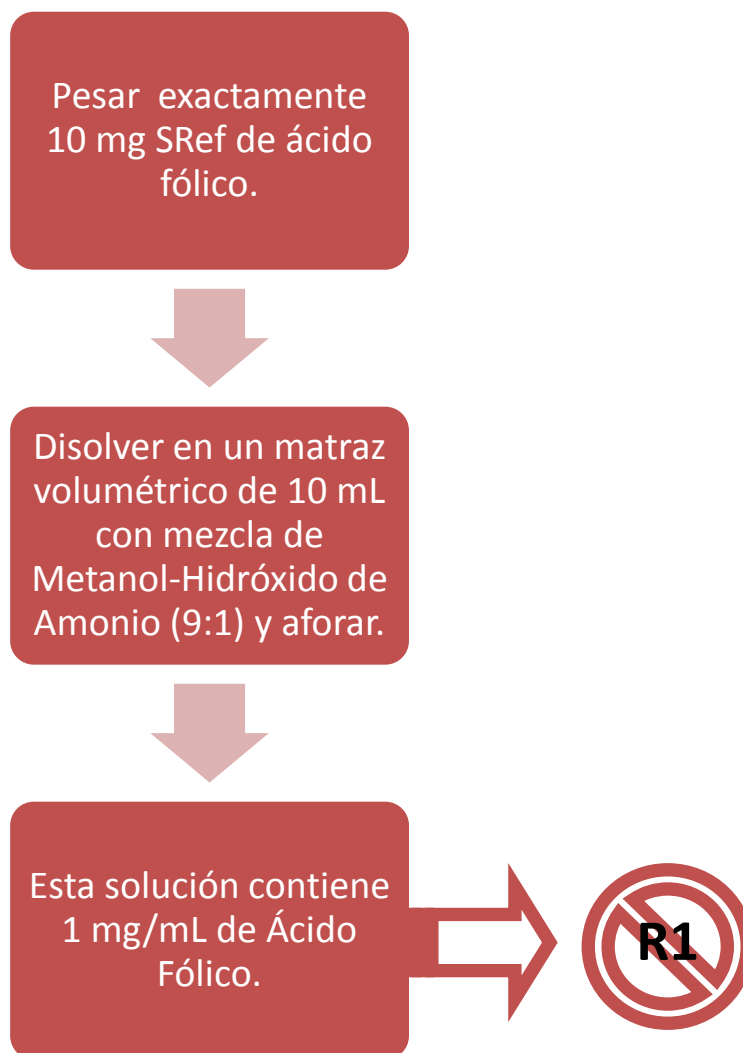 Pesar exactamente
10 mg SRef de ácido
fólico.
Disolver en un matraz
volumétrico de 10 mL
con mezcla de
Metanol-Hidróxido de
Amonio (9:1) y aforar.
Esta solución contiene
1 mg/mL de Ácido
Fólico.
R1